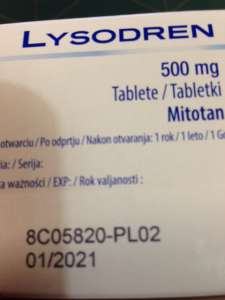 LYSODREN
500 mg
Tablete / Tabletki
Mitotan
otwarciu / Po odprtju / Nakon otvaranja: 1 rok / 1 leto / 1
ia: / Serija:
ważności / EXP: / Rok valjanosti :
8C05820-PL02
01/2021